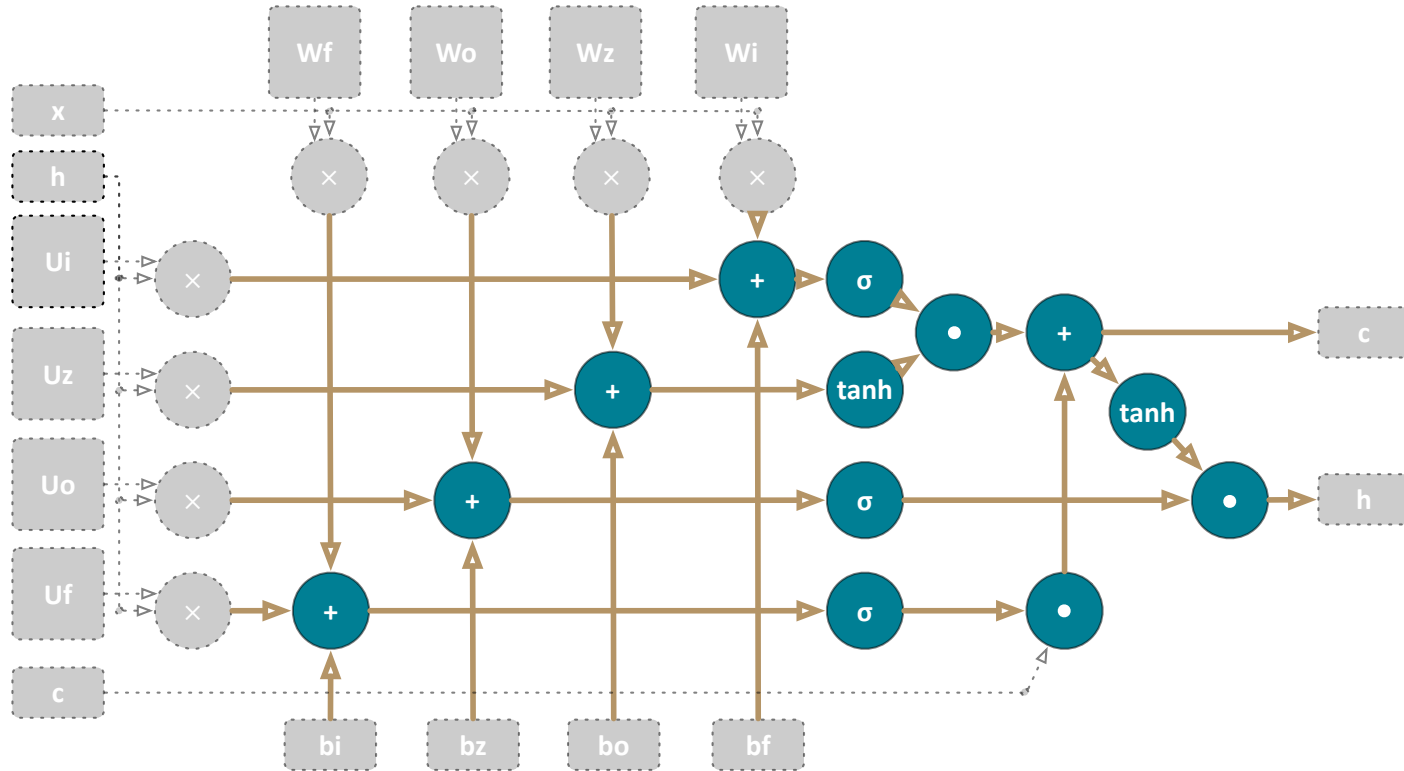 Wf Wo Wz Wi
x
h × × × ×
Ui × + σ
• + c
Uz × + tanh
tanh
Uo × + σ • h
Uf × + σ •
c
bi bz bo bf